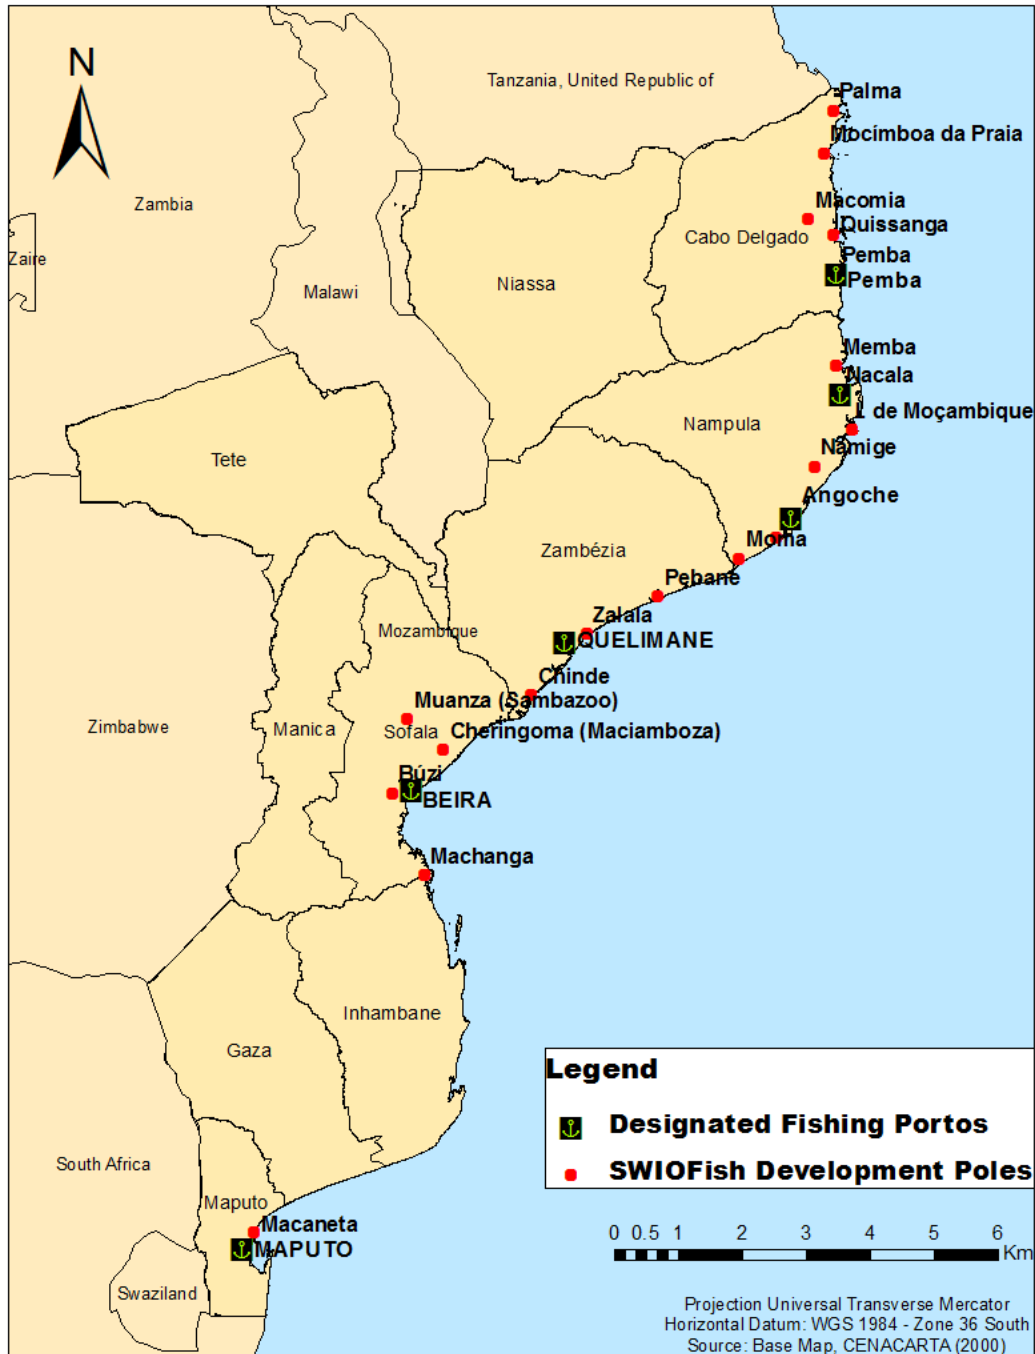 N
Tanzania, United Republic of
Palma
Mocímboa da Praia
Zambia
Macomia
Quissanga
Cabo Delgado
Zaire
Pemba
Pemba
Niassa
Malawi
Memba
Nacala
I. de Moçambique
Nampula
Namige
Tete
Angoche
Moma
Zambézia
Pebane
Zalala
Mozambique
QUELIMANE
Chinde
Muanza (Sambazoo)
Zimbabwe
Manica
Sofala
Cheringoma (Maciamboza)
Búzi
BEIRA
Machanga
Inhambane
Gaza
Legend
Designated Fishing Portos
SWIOFish Development Poles
South Africa
Maputo
Macaneta
MAPUTO
Swaziland
0 0.5 1 2 3 4 5 6
Km
Projection Universal Transverse Mercator
Horizontal Datum: WGS 1984 - Zone 36 South
Source: Base Map, CENACARTA (2000)